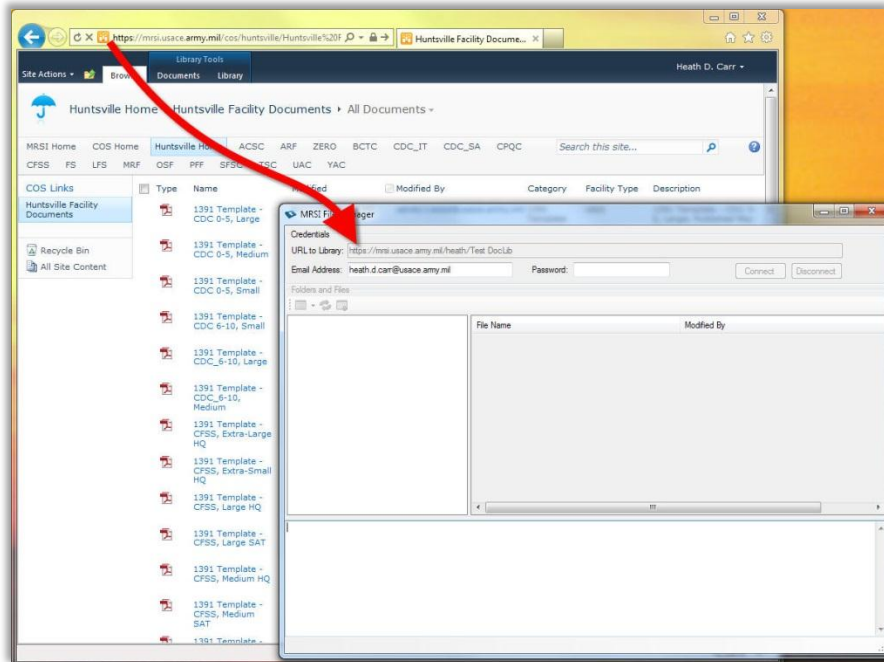 https://mrsi.usace.army.mil/cos/huntsville/Huntsville%20F
Huntsville Facility Docume...
Library Tools
Heath D. Carr
Site Actions
Documents Library
Huntsville Home
Huntsville Facility Documents
All Documents
MRSI Home COS Home Huntsville ACSC ARF ZERO BCTC CDC_IT CDC_SA CPQC Search this site...
CFSS FS LFS MRF OSF PFF UAC YAC
COS Links
Huntsville Facility
Documents
Recycle Bin
All Site Content
Type Name Modified By Category Facility Type Description
1391 Template -
CDC 0-5, Large
1391 Template -
CDC 0-5, Medium
1391 Template -
CDC 0-5, Small
1391 Template -
CDC 6-10, Small
1391 Template -
CDC_6-10, Large
1391 Template -
CDC_6-10,
Medium
1391 Template -
CFSS, Extra-Large
HQ
1391 Template -
CFSS, Extra-Small
HQ
1391 Template -
CFSS, Large HQ
1391 Template -
CFSS, Large SAT
1391 Template -
CFSS, Medium HQ
1391 Template -
CFSS, Medium
SAT
1391 Template -
MRSI
Credentials
URL to Library: https://mrsi.usace.army.mil/heath/Test DocLib
Email Address: heath.d.carr@usace.army.mil Password: Connect Disconnect
Folders and Files
File Name Modified By